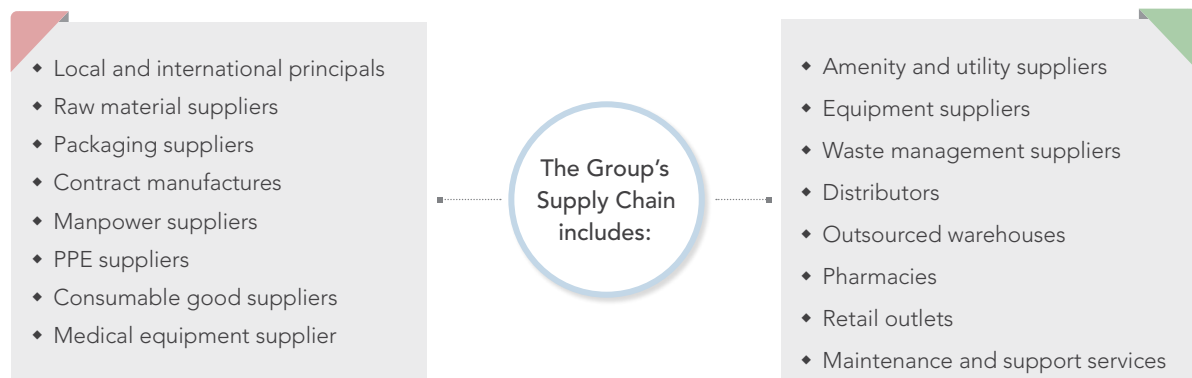 ◆ Local and international principals
◆ Raw material suppliers
◆ Packaging suppliers
◆ Contract manufactures
◆ Manpower suppliers
◆ PPE suppliers
◆ Consumable good suppliers
◆ Medical equipment supplier
The Group’s
Supply Chain
includes:
◆ Amenity and utility suppliers
◆ Equipment suppliers
◆ Waste management suppliers
◆ Distributors
◆ Outsourced warehouses
◆ Pharmacies
◆ Retail outlets
◆ Maintenance and support services